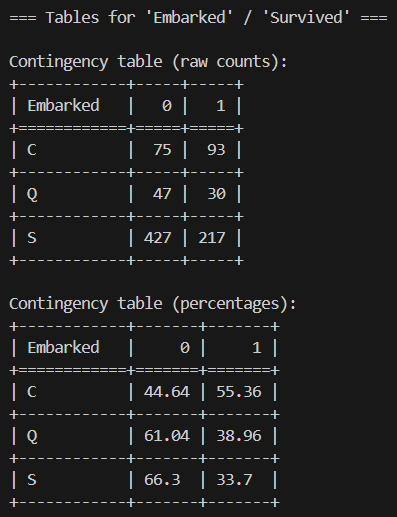 === Tables for 'Embarked' / 'Survived' ===
Contingency table (raw counts):
+------------+-----+-----+
| Embarked   |   0 |   1 |
+============+=====+=====+
| C          |  75 |  93 |
+------------+-----+-----+
| Q          |  47 |  30 |
+------------+-----+-----+
| S          | 427 | 217 |
+------------+-----+-----+
Contingency table (percentages):
+------------+-------+-------+
| Embarked   |     0 |     1 |
+============+=======+=======+
| C          | 44.64 | 55.36 |
+------------+-------+-------+
| Q          | 61.04 | 38.96 |
+------------+-------+-------+
| S          | 66.3  | 33.7  |
+------------+-------+-------+